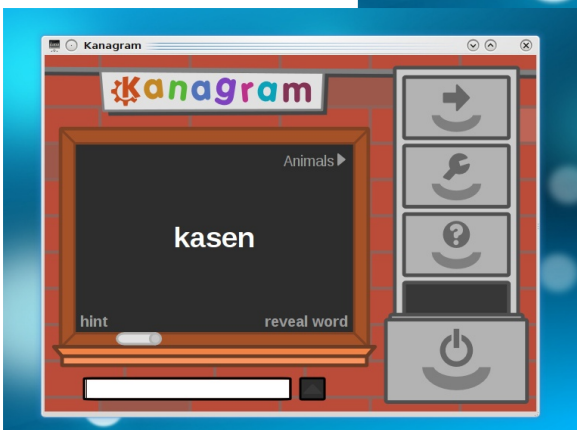 Kanagram
Kanagram
Animals
kasen
hint reveal word